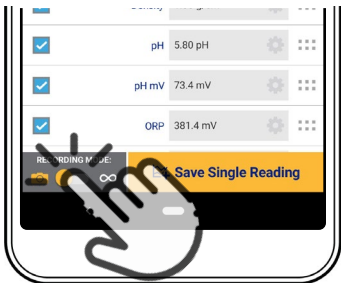 pH 5.80 pH
pH mV 73.4 mV
ORP 381.4 mV
RECORDING MODE:
∞ Save Single Reading